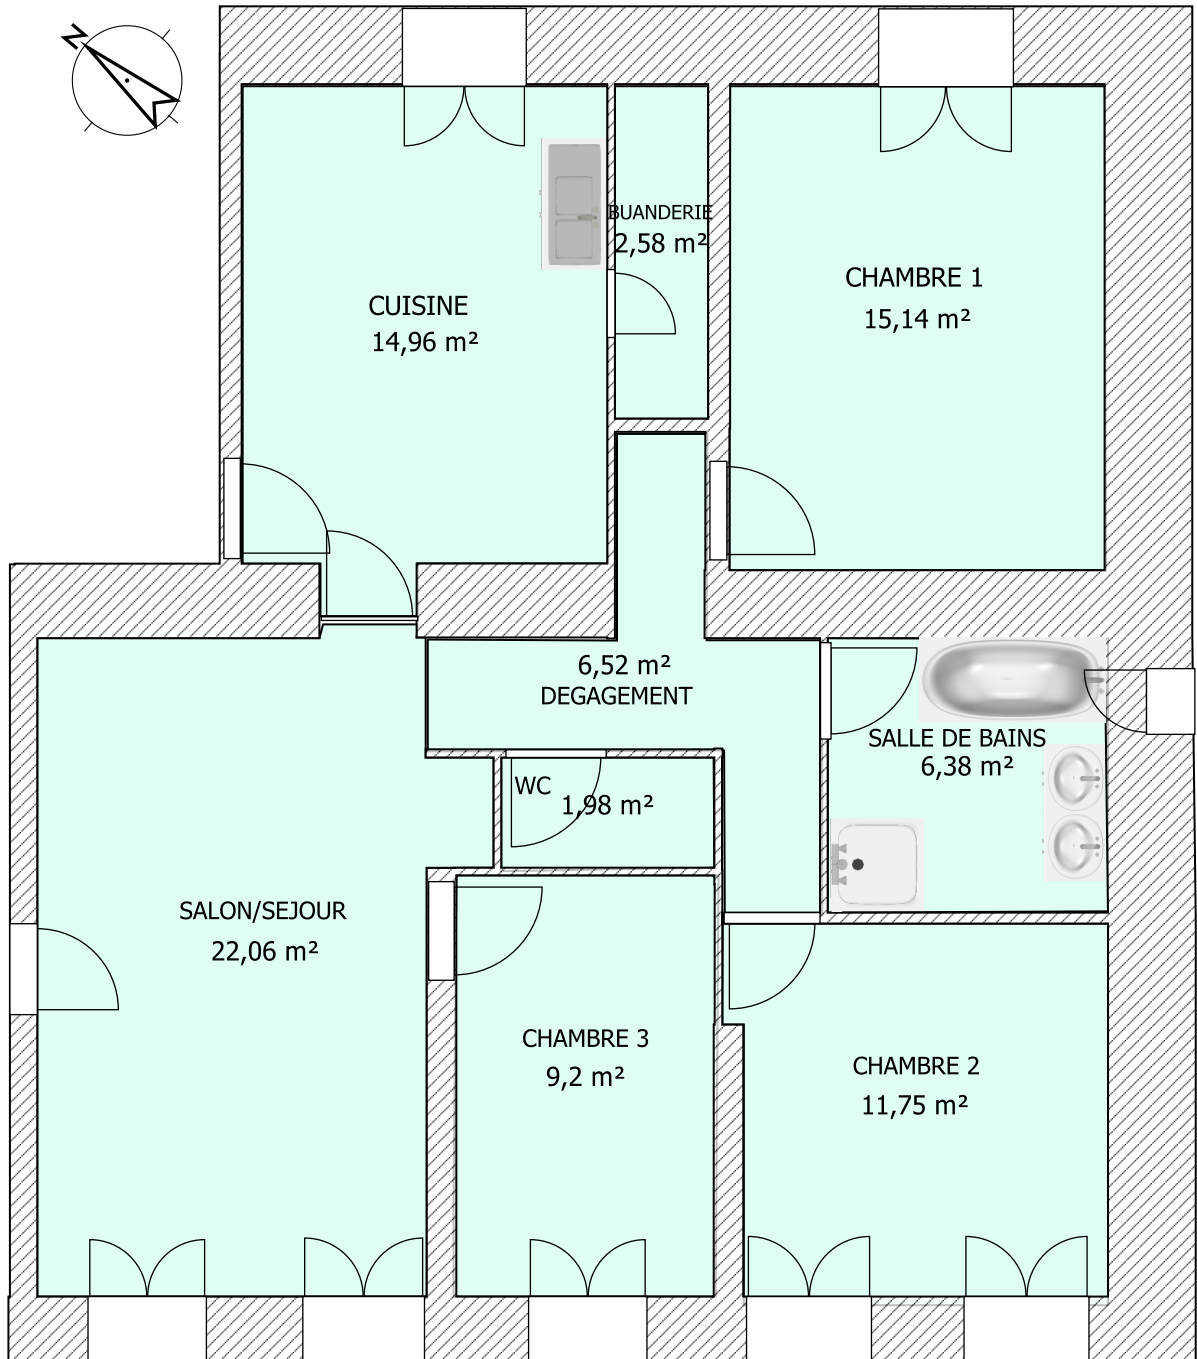 N
BUANDERIE
2,58 m²
CHAMBRE 1
15,14 m²
CUISINE
14,96 m²
6,52 m²
DEGAGEMENT
SALLE DE BAINS
6,38 m²
WC
1,98 m²
SALON/SEJOUR
22,06 m²
CHAMBRE 3
9,2 m²
CHAMBRE 2
11,75 m²